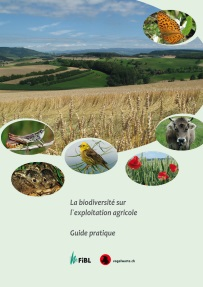 La biodiversité sur
l'exploitation agricole
Guide pratique
FiBL
vogelwarte.ch